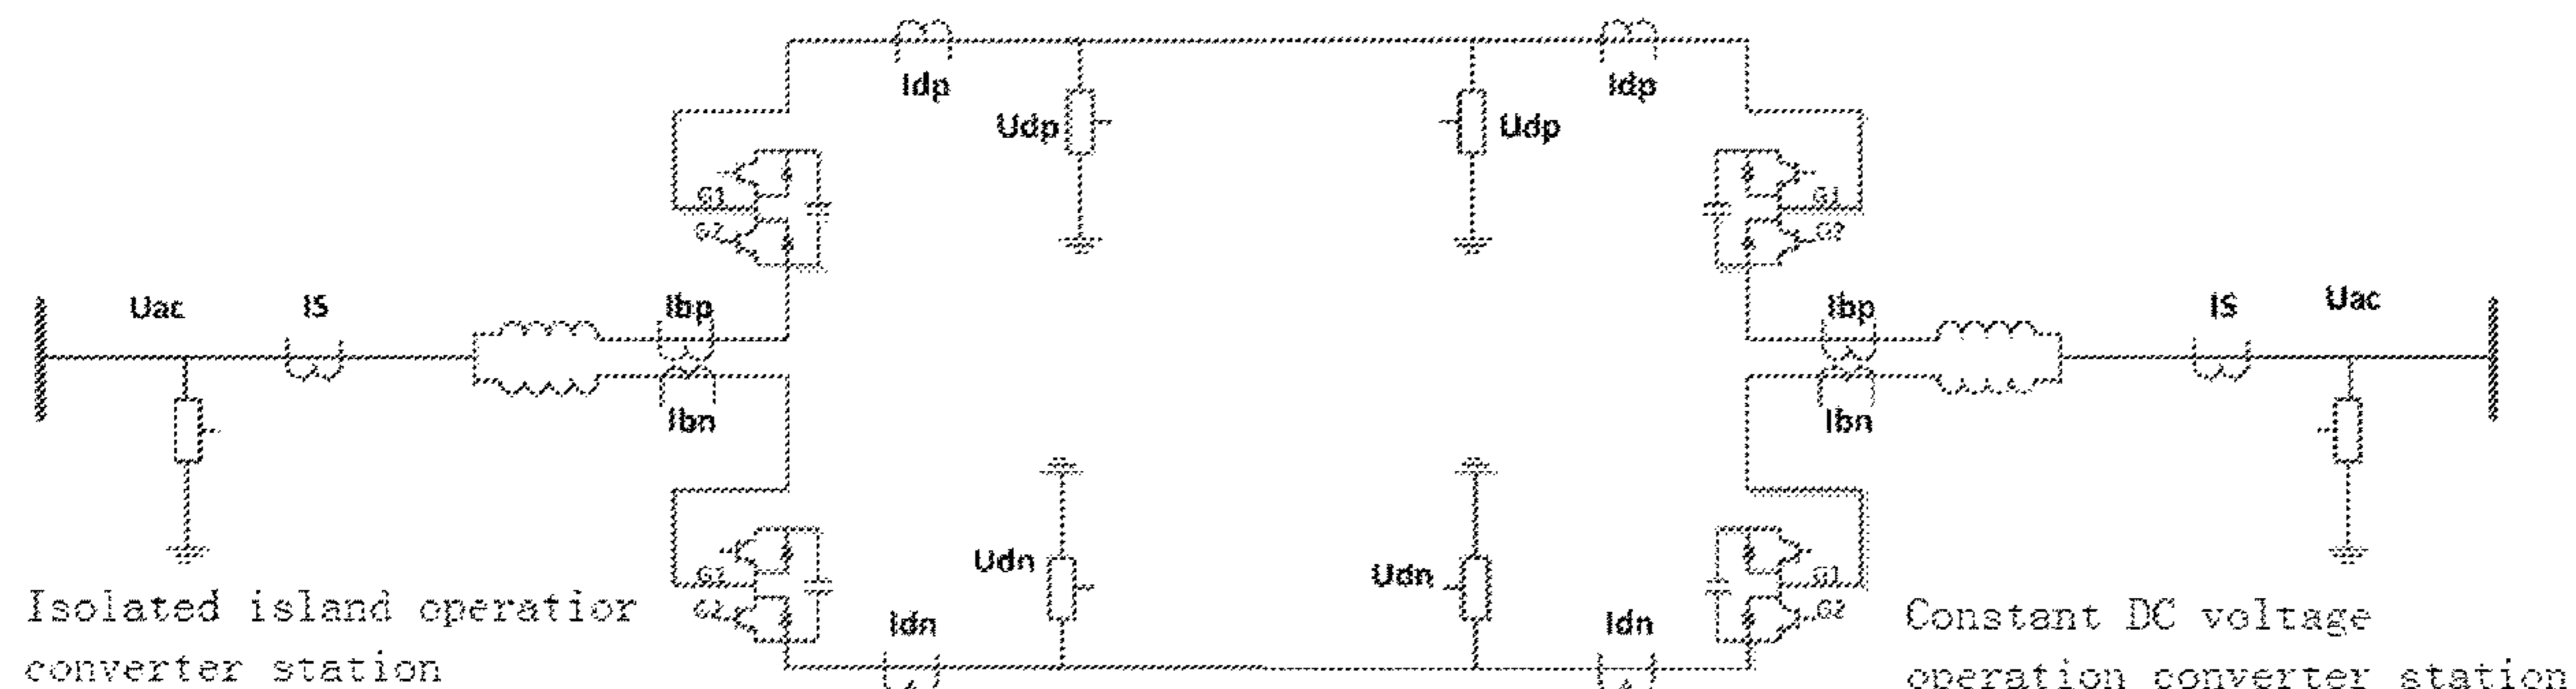 Idp
Idp
Udp
Udp
G1
G2
G1
G2
Uac
IS
Ibp
Ibp
IS
Uac
Ibn
Ibn
Udn
Udn
G1
G2
G1
G2
Idn
Idn
Isolated island operatior
converter station
Constant DC voltage
operation converter station